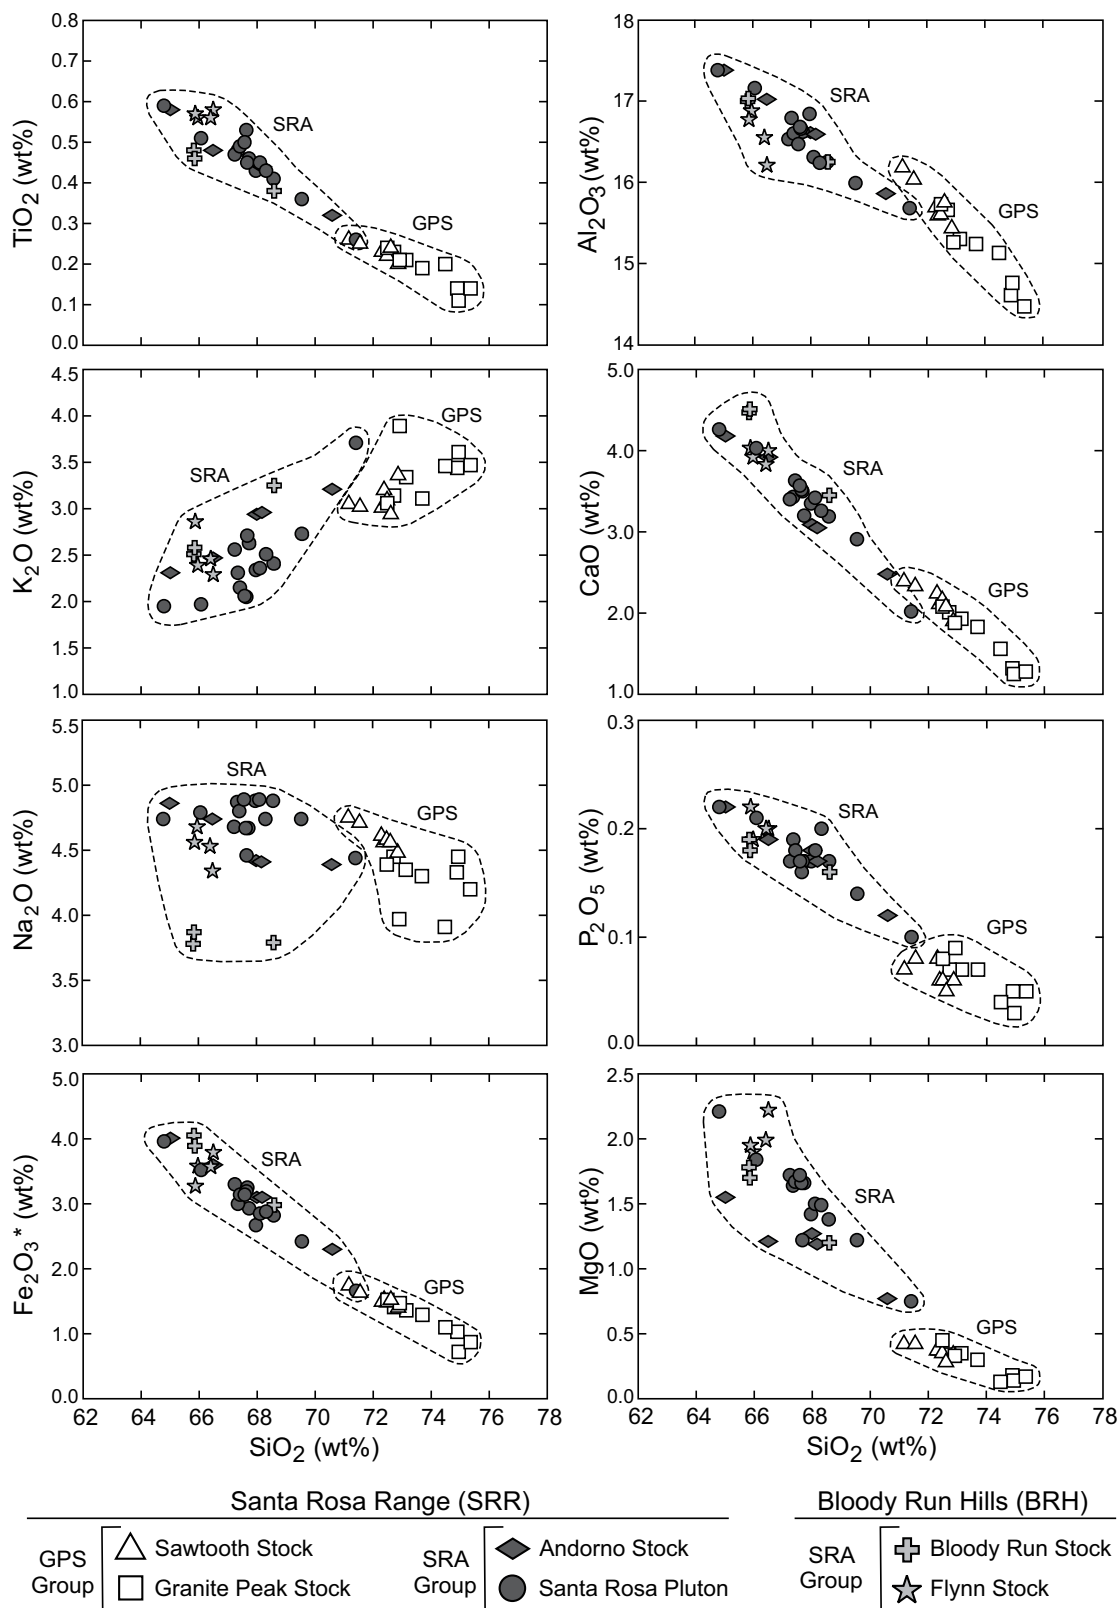 TiO2 (wt%)
0.8
0.7
0.6
0.5
0.4
0.3
0.2
0.1
0.0
SRA
GPS
Al2O3 (wt%)
18
17
16
15
14
SRA
GPS
K2O (wt%)
4.5
4.0
3.5
3.0
2.5
2.0
1.5
1.0
SRA
GPS
CaO (wt%)
5.0
4.0
3.0
2.0
1.0
SRA
GPS
Na2O (wt%)
5.5
5.0
4.5
4.0
3.5
3.0
SRA
GPS
P2O5 (wt%)
0.3
0.2
0.1
0.0
SRA
GPS
Fe2O3* (wt%)
5.0
4.0
3.0
2.0
1.0
0.0
SRA
GPS
62 64 66 68 70 72 74 76 78
SiO2 (wt%)
MgO (wt%)
2.5
2.0
1.5
1.0
0.5
0.0
SRA
GPS
62 64 66 68 70 72 74 76 78
SiO2 (wt%)
Santa Rosa Range (SRR)
GPS Group
Sawtooth Stock
Granite Peak Stock
SRA Group
Andorno Stock
Santa Rosa Pluton
Bloody Run Hills (BRH)
SRA Group
Bloody Run Stock
Flynn Stock